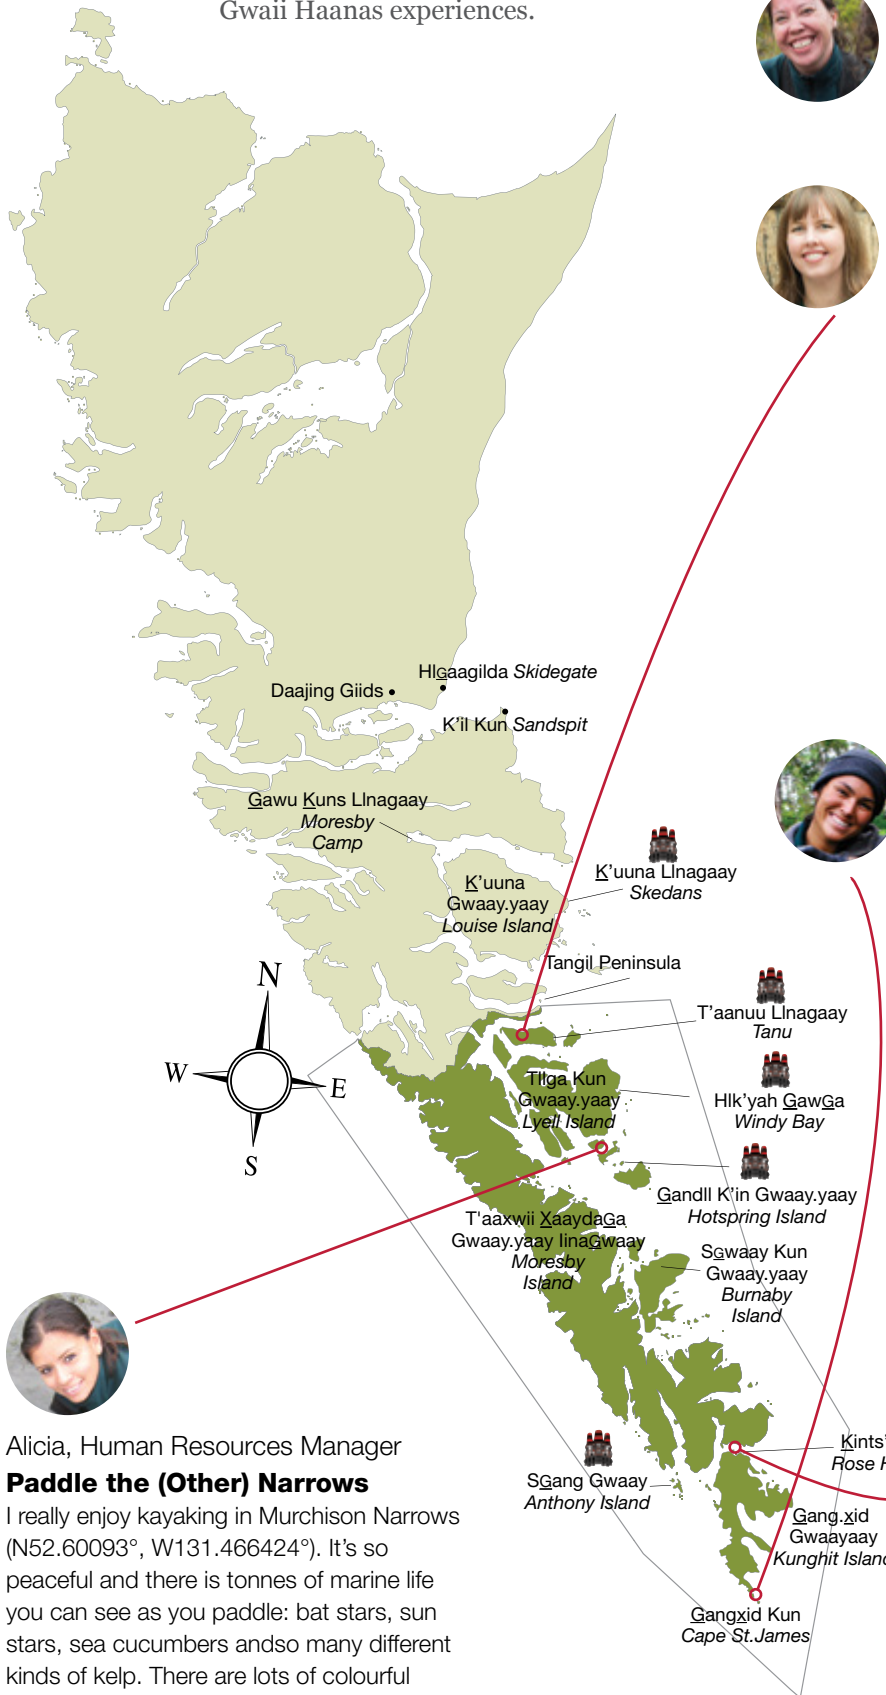 Gwaii Haanas experiences.
Daajing Giids
HlGaagilda Skidegate
K'il Kun Sandspit
Gawu Kuns Llnagaay
Moresby
Camp
K'uuna Llnagaay
Skedans
K'uuna
Gwaay.yaay
Louise Island
Tangil Peninsula
N
W
E
S
T'aanuu Llnagaay
Tanu
Tllga Kun
Gwaay.yaay
Lyell Island
Hlk'yah GawGa
Windy Bay
Gandll K'in Gwaay.yaay
Hotspring Island
T'aaxwii XaaydaGa
Gwaay.yaay IinaGwaay
Moresby
Island
SGwaay Kun
Gwaay.yaay
Burnaby
Island
Alicia, Human Resources Manager
Paddle the (Other) Narrows
I really enjoy kayaking in Murchison Narrows
(N52.60093°, W131.466424°). It's so
peaceful and there is tonnes of marine life
you can see as you paddle: bat stars, sun
stars, sea cucumbers andso many different
kinds of kelp. There are lots of colourful
SGang Gwaay
Anthony Island
Kints'
Rose
Gang.xid
Gwaayaay
Kunghit Island
Gangxid Kun
Cape St.James